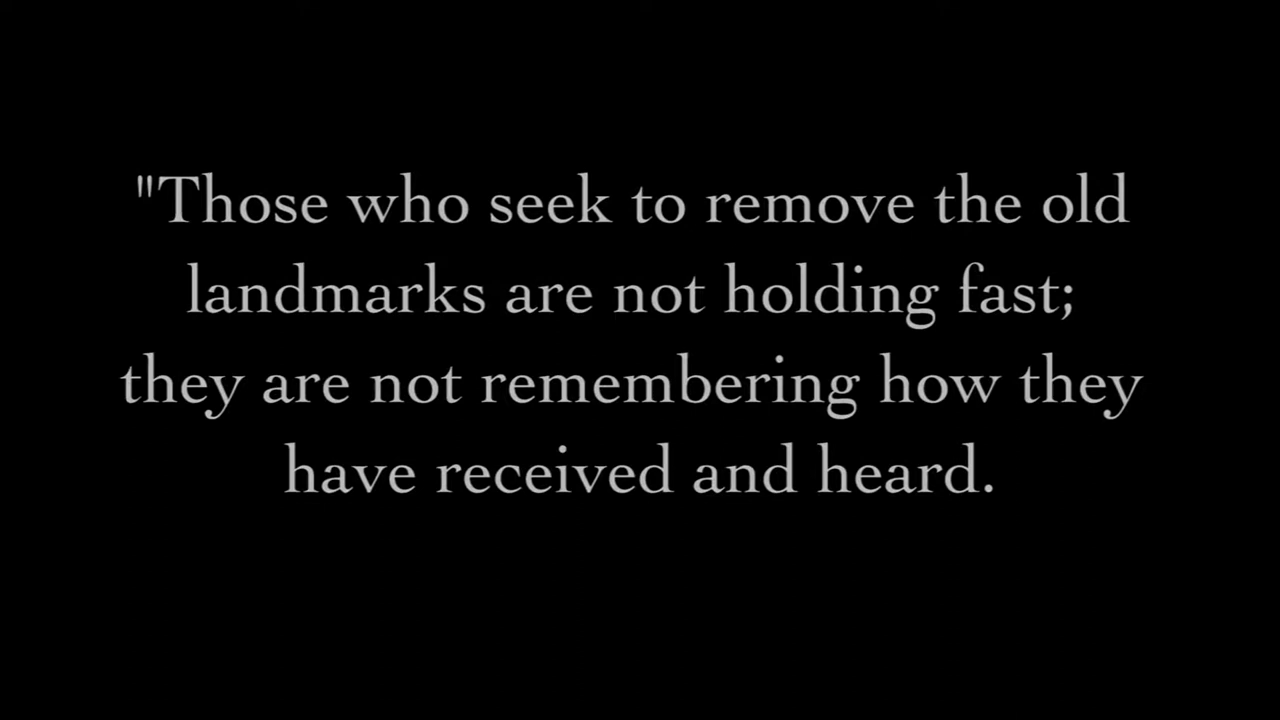 "Those who seek to remove the old
landmarks are not holding fast;
they are not remembering how they
have received and heard.